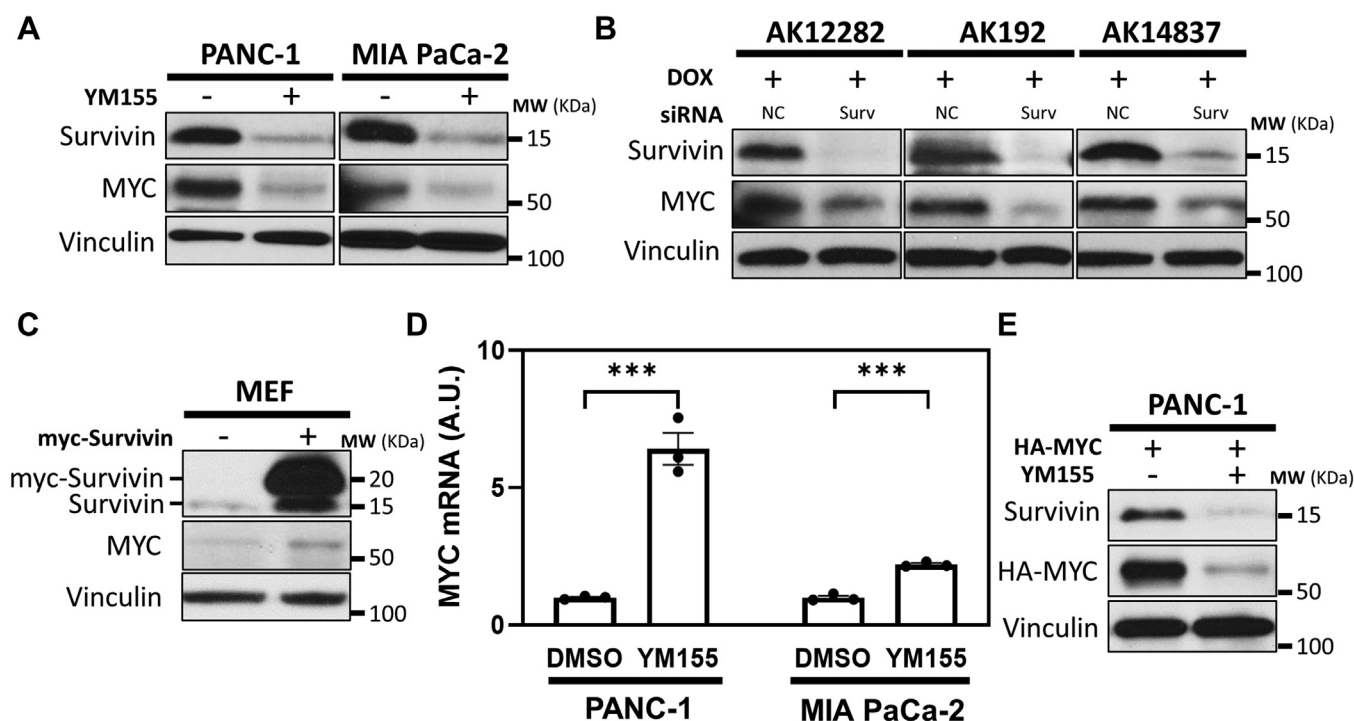 A
PANC-1 MIA PaCa-2
YM155 - + - + MW (KDa)
Survivin 15
MYC 50
Vinculin 100
B
AK12282 AK192 AK14837
DOX + + + + + +
siRNA NC Surv NC Surv NC Surv MW (KDa)
Survivin 15
MYC 50
Vinculin 100
C
MEF
myc-Survivin - + MW (KDa)
myc-Survivin 20
Survivin 15
MYC 50
Vinculin 100
D
MYC mRNA (A.U.)
10
5
0
*** ***
DMSO YM155 DMSO YM155
PANC-1 MIA PaCa-2
E
PANC-1
HA-MYC + +
YM155 - + MW (KDa)
Survivin 15
HA-MYC 50
Vinculin 100